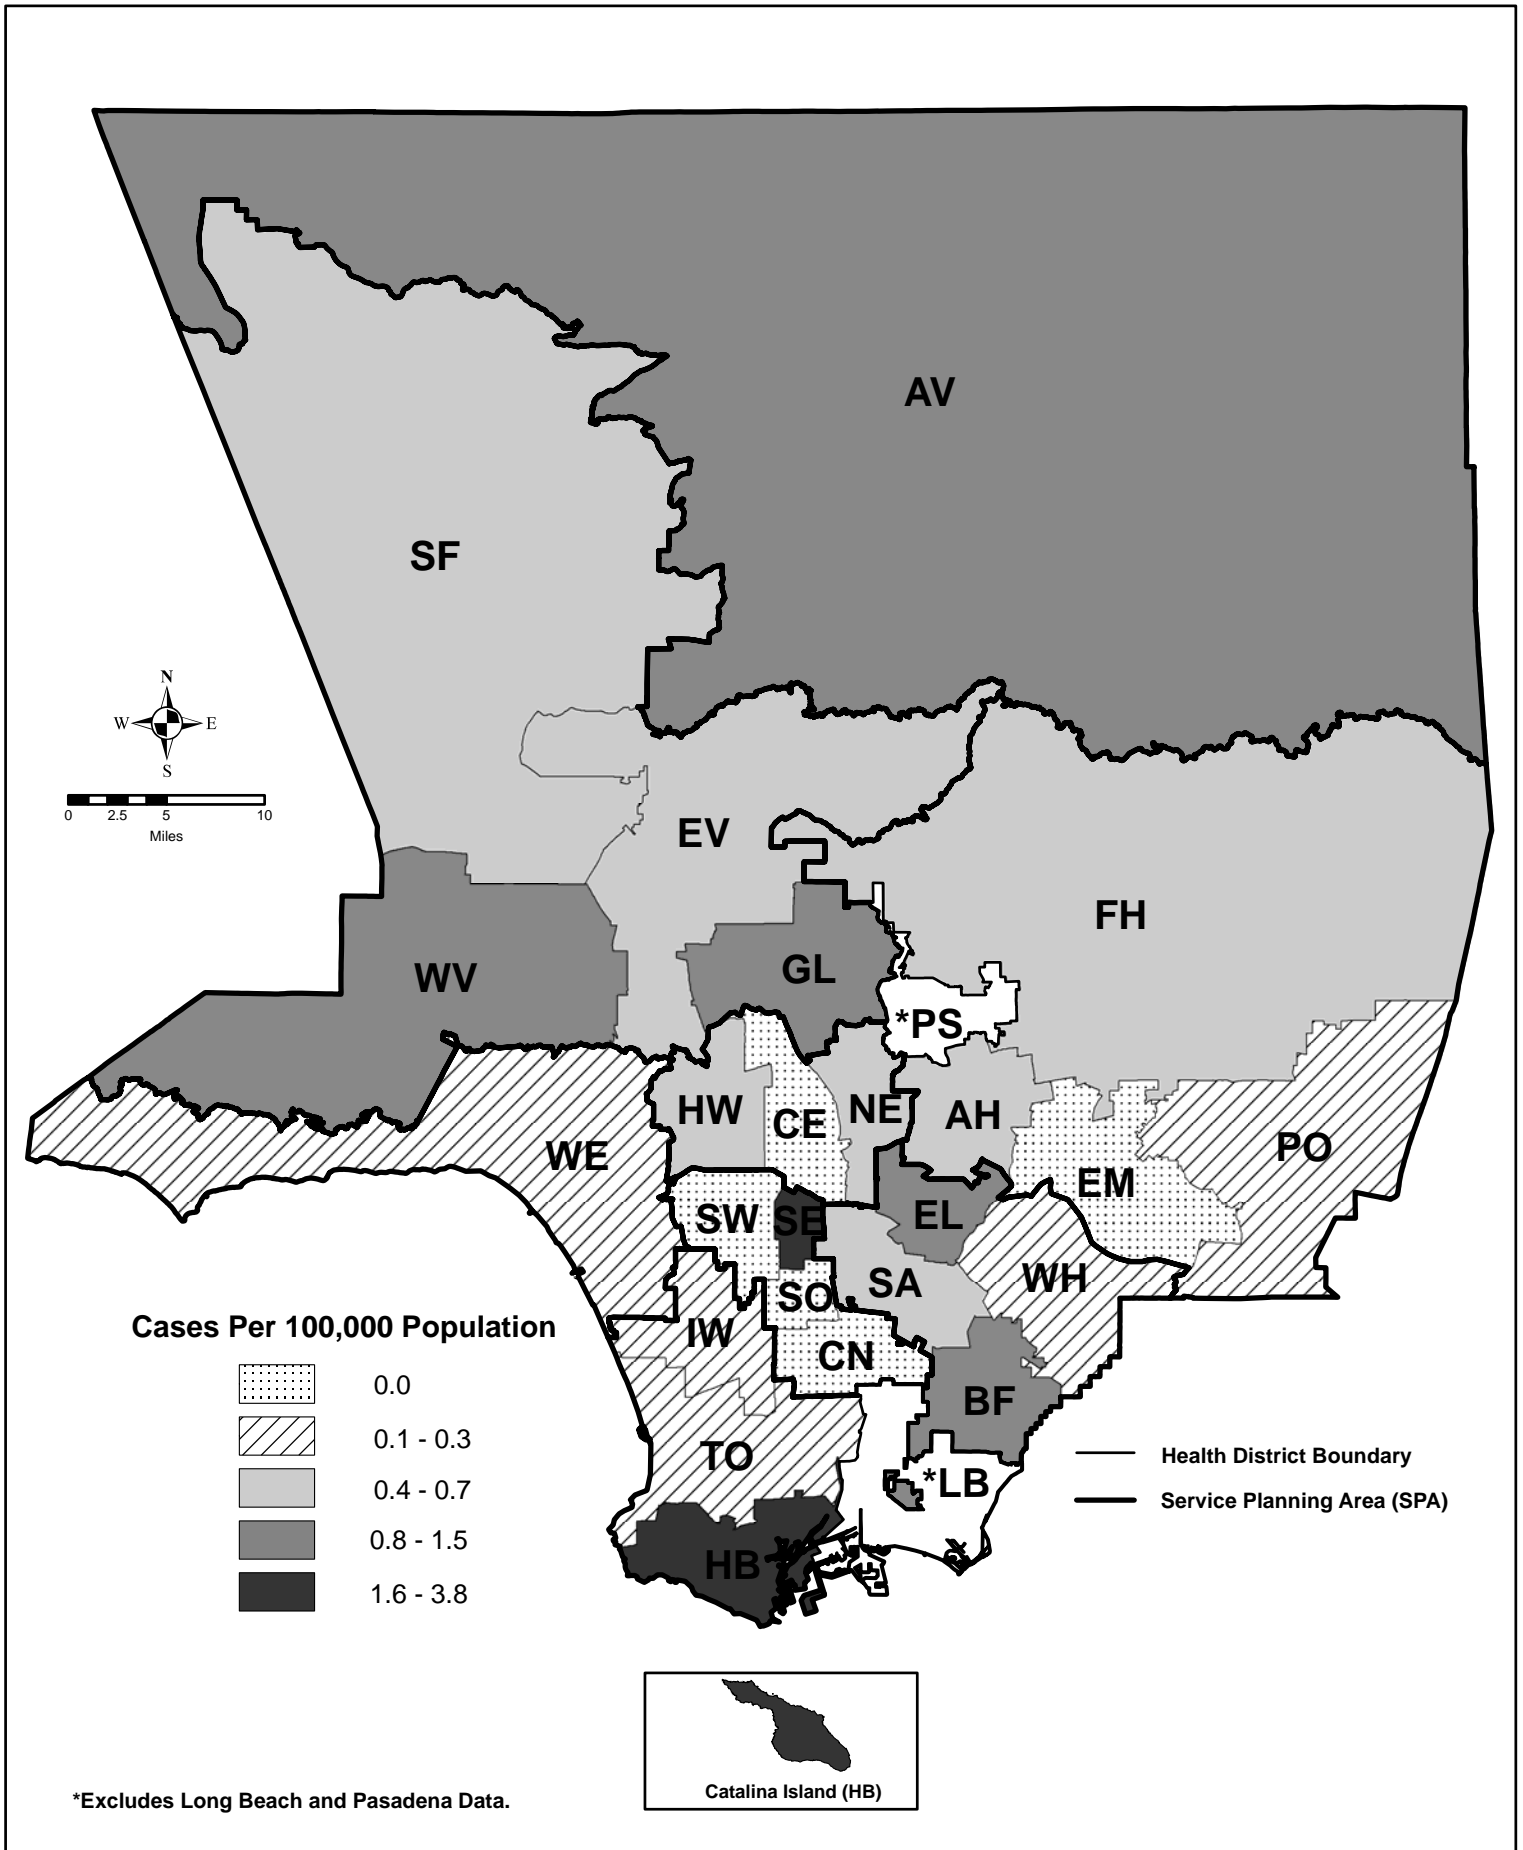 AV
SF
N
W E
S
0 2.5 5 10
Miles
EV
FH
WV
GL
*PS
HW
CE
NE
AH
PO
WE
EM
SW
SE
EL
SA
WH
SO
IW
CN
BF
TO
*LB
HB
Cases Per 100,000 Population
0.0
0.1 - 0.3
0.4 - 0.7
0.8 - 1.5
1.6 - 3.8
Health District Boundary
Service Planning Area (SPA)
Catalina Island (HB)
*Excludes Long Beach and Pasadena Data.